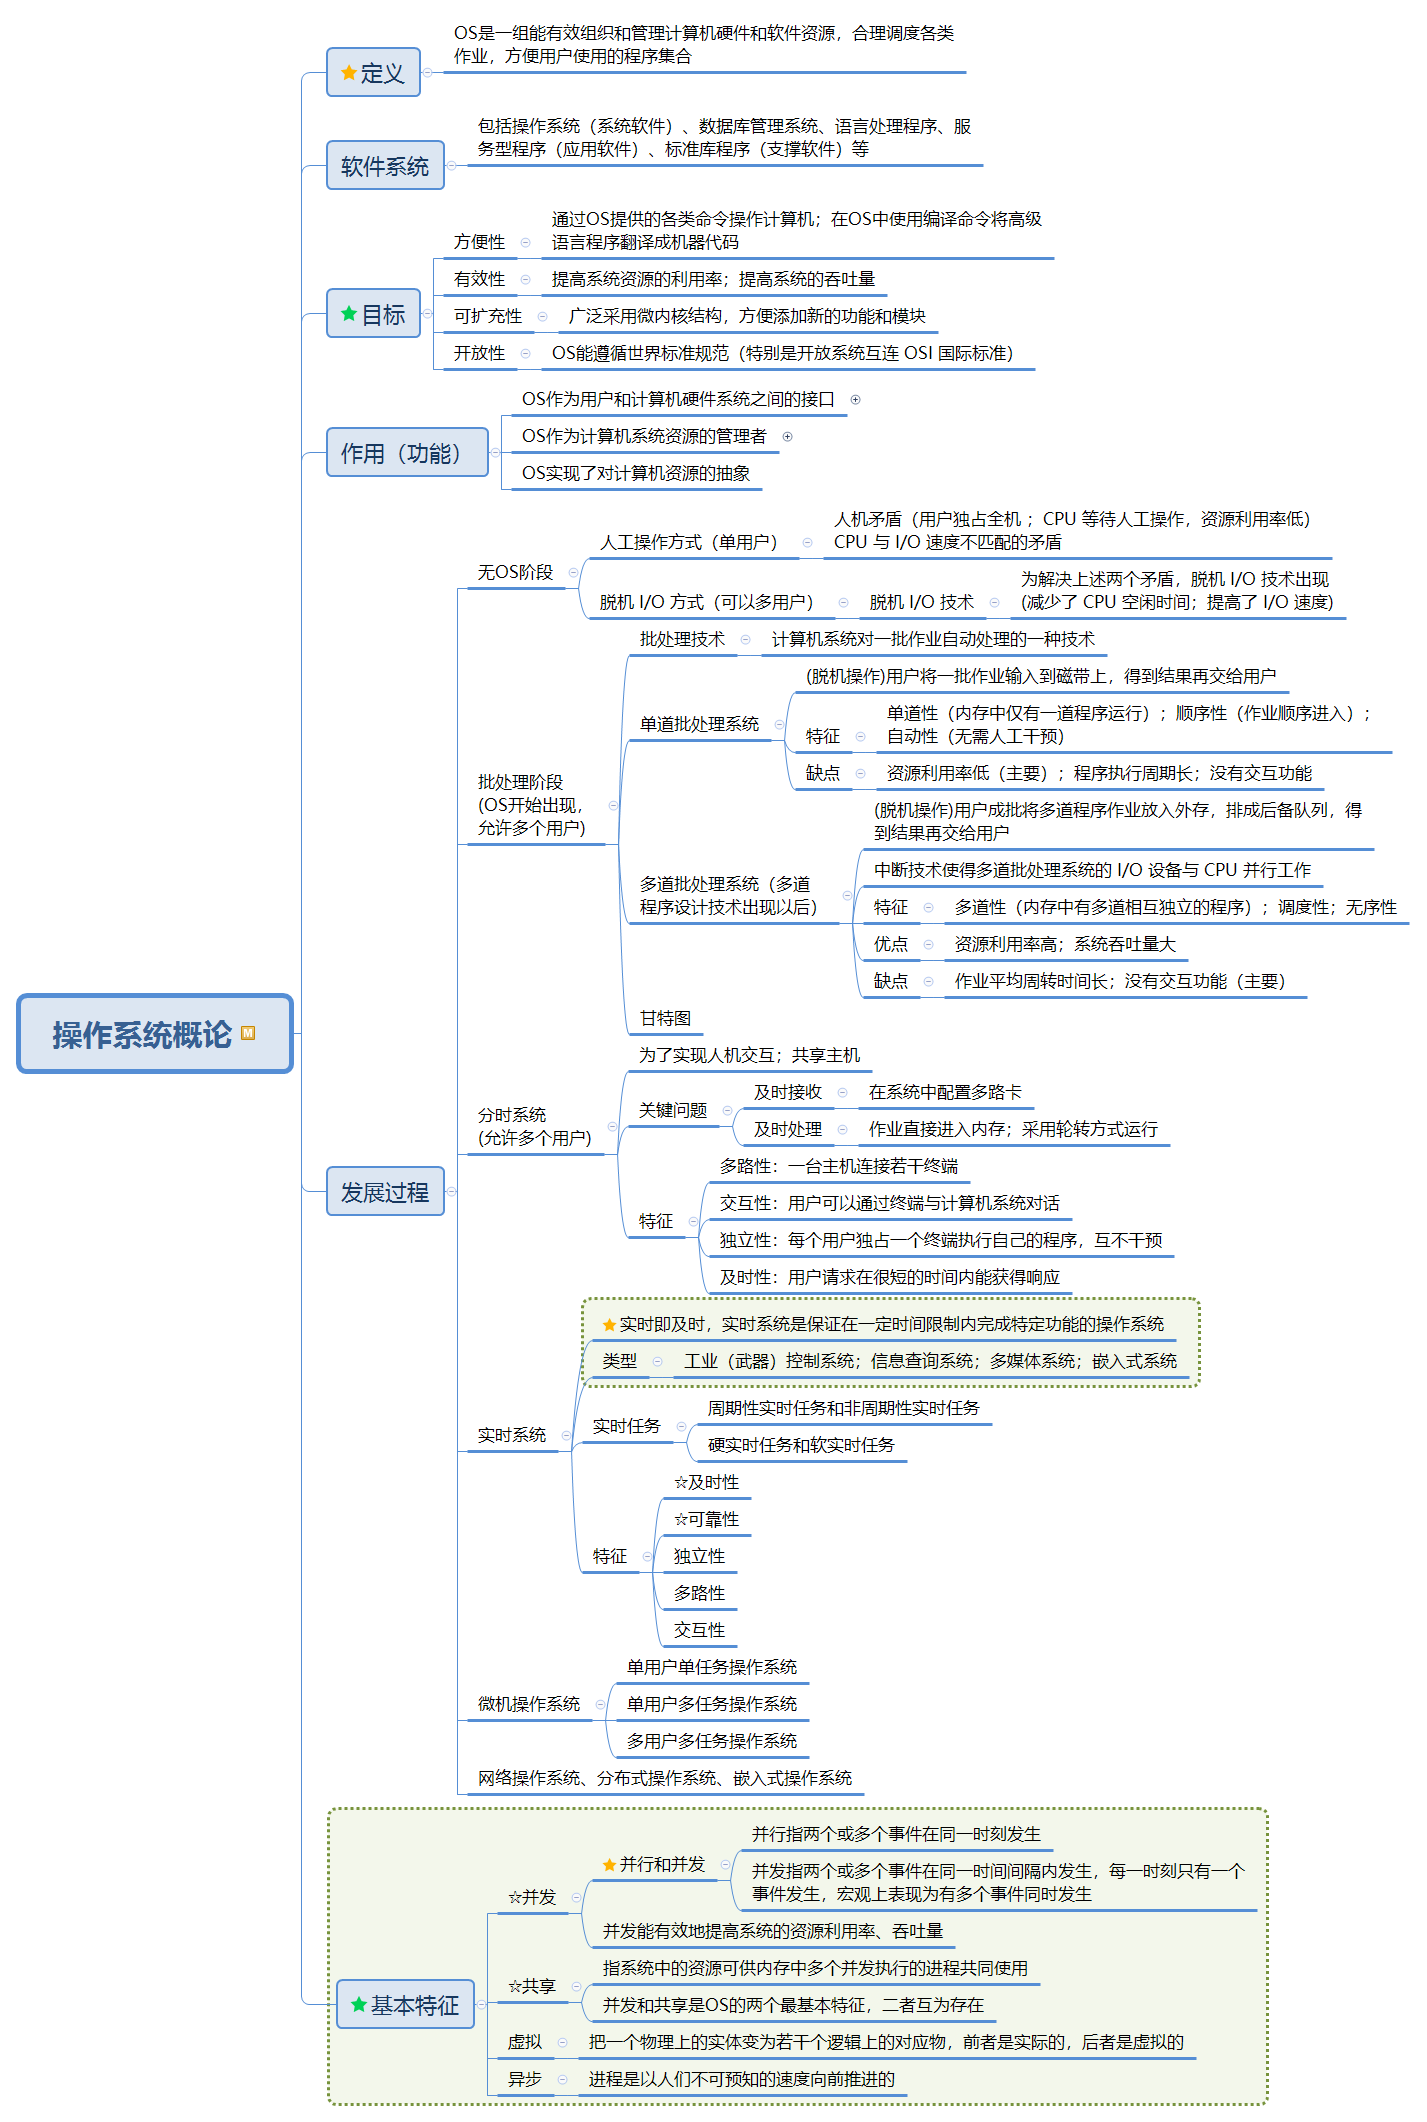 操作系统概论
定义
OS是一组能有效组织和管理计算机硬件和软件资源，合理调度各类
作业，方便用户使用的程序集合
软件系统
包括操作系统（系统软件）、数据库管理系统、语言处理程序、服
务型程序（应用软件）、标准库程序（支撑软件）等
目标
方便性
通过OS提供的各类命令操作计算机；在OS中使用编译命令将高级
语言程序翻译成机器代码
有效性
提高系统资源的利用率；提高系统的吞吐量
可扩充性
广泛采用微内核结构，方便添加新的功能和模块
开放性
OS能遵循世界标准规范（特别是开放系统互连 OSI 国际标准）
作用（功能）
OS作为用户和计算机硬件系统之间的接口
OS作为计算机系统资源的管理者
OS实现了对计算机资源的抽象
发展过程
无OS阶段
人工操作方式（单用户）
人机矛盾（用户独占全机 ；CPU 等待人工操作，资源利用率低）
CPU 与 I/O 速度不匹配的矛盾
脱机 I/O 方式（可以多用户）
脱机 I/O 技术
为解决上述两个矛盾，脱机 I/O 技术出现
(减少了 CPU 空闲时间；提高了 I/O 速度)
批处理阶段
(OS开始出现，
允许多个用户)
批处理技术
计算机系统对一批作业自动处理的一种技术
单道批处理系统
(脱机操作)用户将一批作业输入到磁带上，得到结果再交给用户
特征
单道性（内存中仅有一道程序运行）；顺序性（作业顺序进入）；
自动性（无需人工干预）
缺点
资源利用率低（主要）；程序执行周期长；没有交互功能
多道批处理系统（多道
程序设计技术出现以后）
(脱机操作)用户成批将多道程序作业放入外存，排成后备队列，得
到结果再交给用户
中断技术使得多道批处理系统的 I/O 设备与 CPU 并行工作
特征
多道性（内存中有多道相互独立的程序）；调度性；无序性
优点
资源利用率高；系统吞吐量大
缺点
作业平均周转时间长；没有交互功能（主要）
甘特图
分时系统
(允许多个用户)
为了实现人机交互；共享主机
关键问题
及时接收
在系统中配置多路卡
及时处理
作业直接进入内存；采用轮转方式运行
特征
多路性：一台主机连接若干终端
交互性：用户可以通过终端与计算机系统对话
独立性：每个用户独占一个终端执行自己的程序，互不干预
及时性：用户请求在很短的时间内能获得响应
实时系统
实时即及时，实时系统是保证在一定时间限制内完成特定功能的操作系统
类型
工业（武器）控制系统；信息查询系统；多媒体系统；嵌入式系统
实时任务
周期性实时任务和非周期性实时任务
硬实时任务和软实时任务
特征
☆及时性
☆可靠性
独立性
多路性
交互性
微机操作系统
单用户单任务操作系统
单用户多任务操作系统
多用户多任务操作系统
网络操作系统、分布式操作系统、嵌入式操作系统
基本特征
☆并发
并行和并发
并行指两个或多个事件在同一时刻发生
并发指两个或多个事件在同一时间间隔内发生，每一时刻只有一个
事件发生，宏观上表现为有多个事件同时发生
并发能有效地提高系统的资源利用率、吞吐量
☆共享
指系统中的资源可供内存中多个并发执行的进程共同使用
并发和共享是OS的两个最基本特征，二者互为存在
虚拟
把一个物理上的实体变为若干个逻辑上的对应物，前者是实际的，后者是虚拟的
异步
进程是以人们不可预知的速度向前推进的